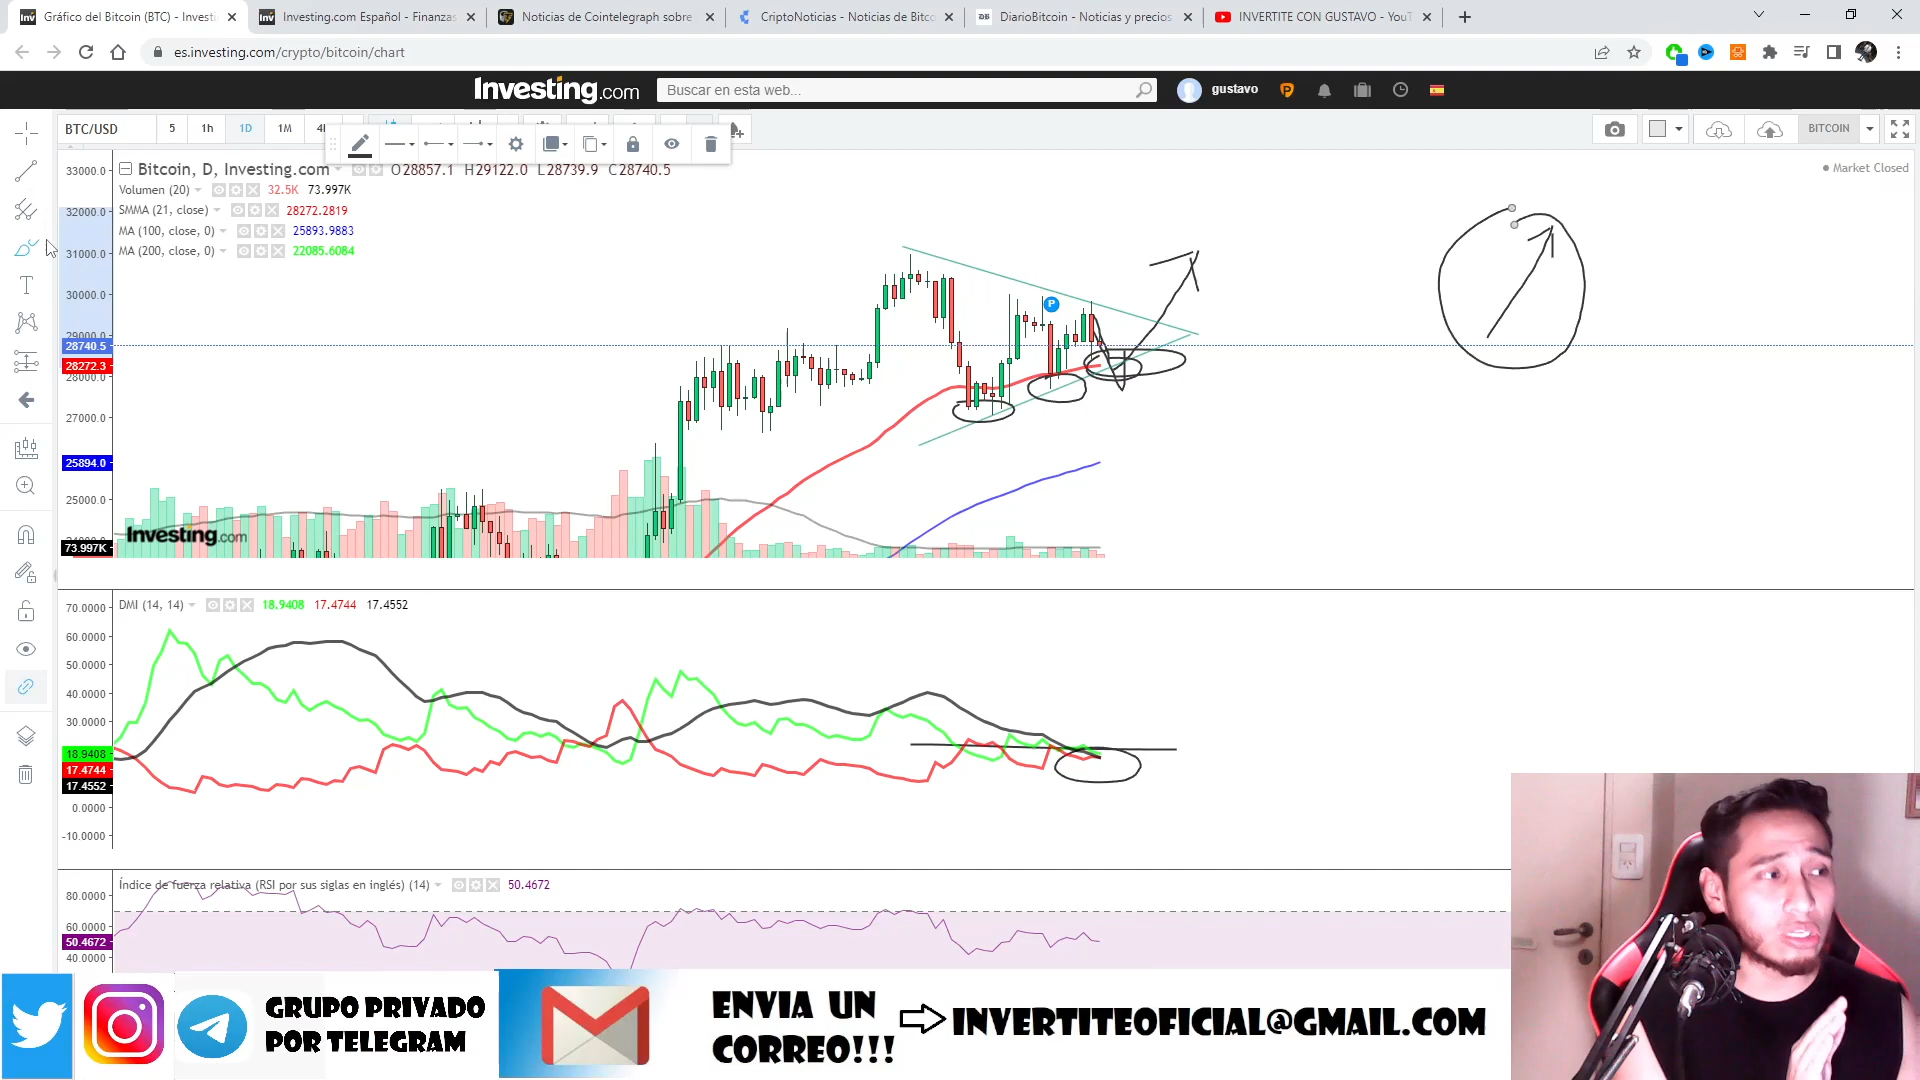 Gráfico del Bitcoin (BTC) - Investi
Investing.com Español - Finanzas
Noticias de Cointelegraph sobre
CriptoNoticias - Noticias de Bitco
DiarioBitcoin - Noticias y precios
INVERTITE CON GUSTAVO - YouT
es.investing.com/crypto/bitcoin/chart
Investing.com
Buscar en esta web...
gustavo
BTC/USD
5
1h
1D
1M
BITCOIN
Bitcoin, D, Investing.com
O28857.1 H29122.0 L28739.9 C28740.5
Market Closed
Volumen (20) 32.5K 73.997K
SMMA (21, close) 28272.2819
MA (100, close, 0) 25893.9883
MA (200, close, 0) 22085.6084
33000.0
32000.0
31000.0
30000.0
29000.0
28740.5
28272.3
28000.0
27000.0
25894.0
25000.0
73.997K
P
Investing.com
DMI (14, 14) 18.9408 17.4744 17.4552
70.0000
60.0000
50.0000
40.0000
30.0000
18.9408
17.4744
17.4552
0.0000
-10.0000
Índice de fuerza relativa (RSI por sus siglas en inglés) (14) 50.4672
80.0000
60.0000
50.4672
40.0000
GRUPO PRIVADO
POR TELEGRAM
ENVIA UN
CORREO!!!
INVERTITEOFICIAL@GMAIL.COM